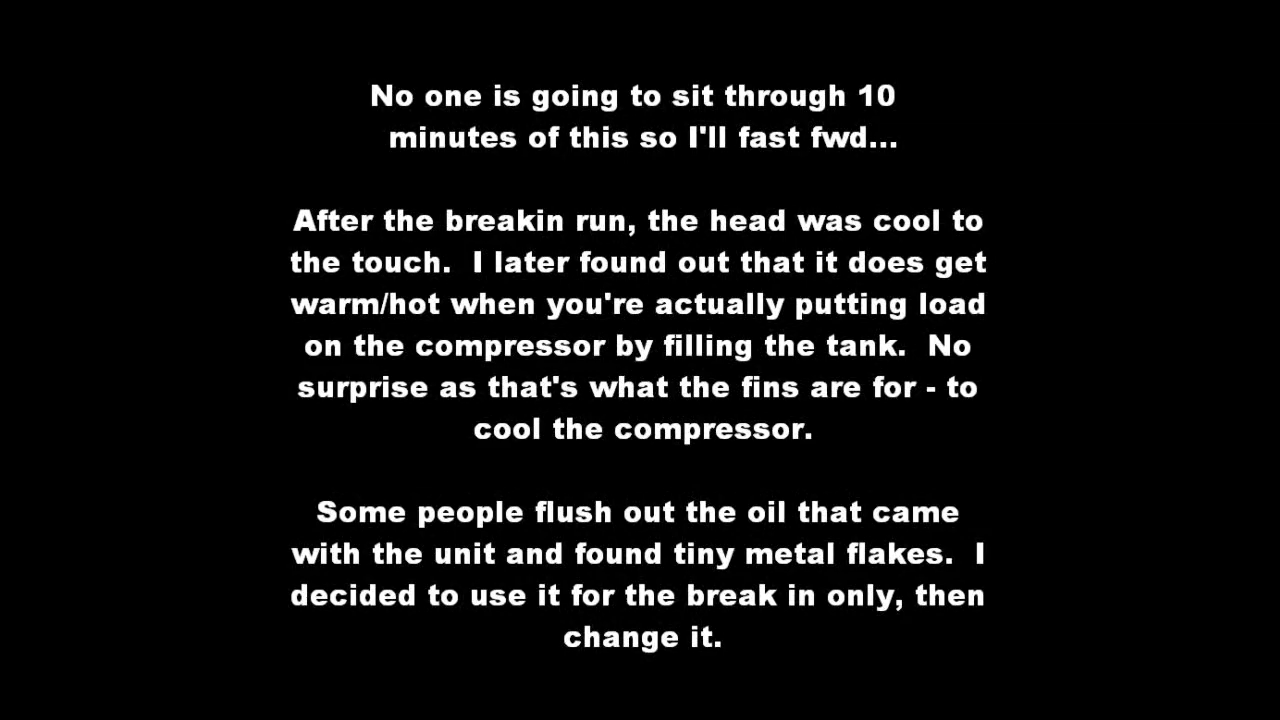 No one is going to sit through 10
minutes of this so I'll fast fwd...
After the breakin run, the head was cool to
the touch.  I later found out that it does get
warm/hot when you're actually putting load
on the compressor by filling the tank.  No
surprise as that's what the fins are for - to
cool the compressor.
Some people flush out the oil that came
with the unit and found tiny metal flakes.  I
decided to use it for the break in only, then
change it.